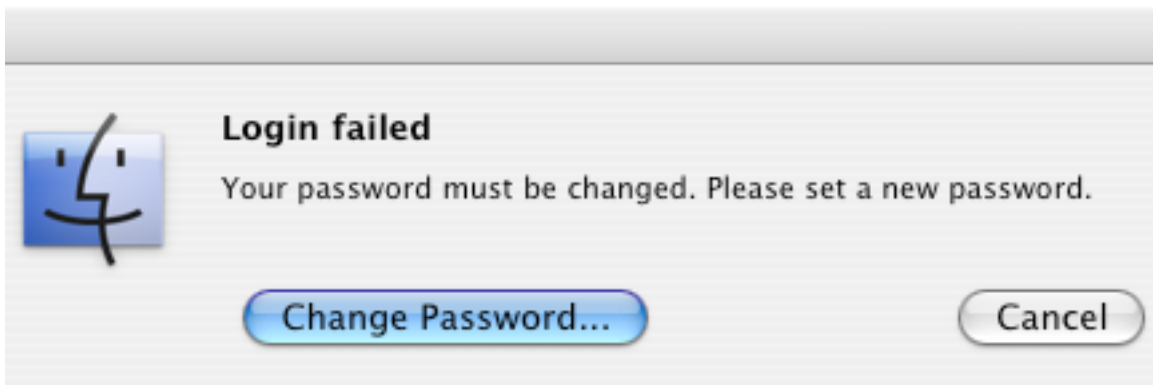 Login failed
Your password must be changed. Please set a new password.
Change Password...
Cancel